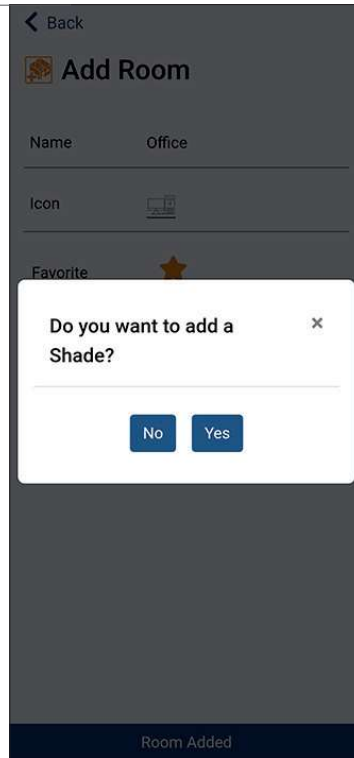 Back
Add Room
Name Office
Icon
Favorite
Do you want to add a
Shade?
×
No Yes
Room Added